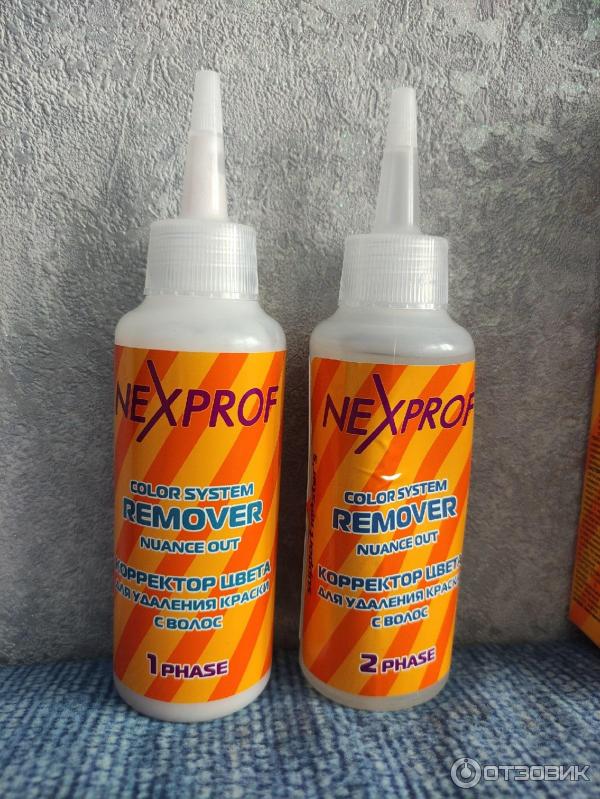 NEXPROF
COLOR SYSTEM
REMOVER
NUANCE OUT
КОРРЕКТОР ЦВЕТА
ДЛЯ УДАЛЕНИЯ КРАСКИ
С ВОЛОС
1 PHASE
NEXPROF
COLOR SYSTEM
REMOVER
NUANCE OUT
КОРРЕКТОР ЦВЕТА
ДЛЯ УДАЛЕНИЯ КРАСКИ
С ВОЛОС
2 PHASE
ОТЗОВИК